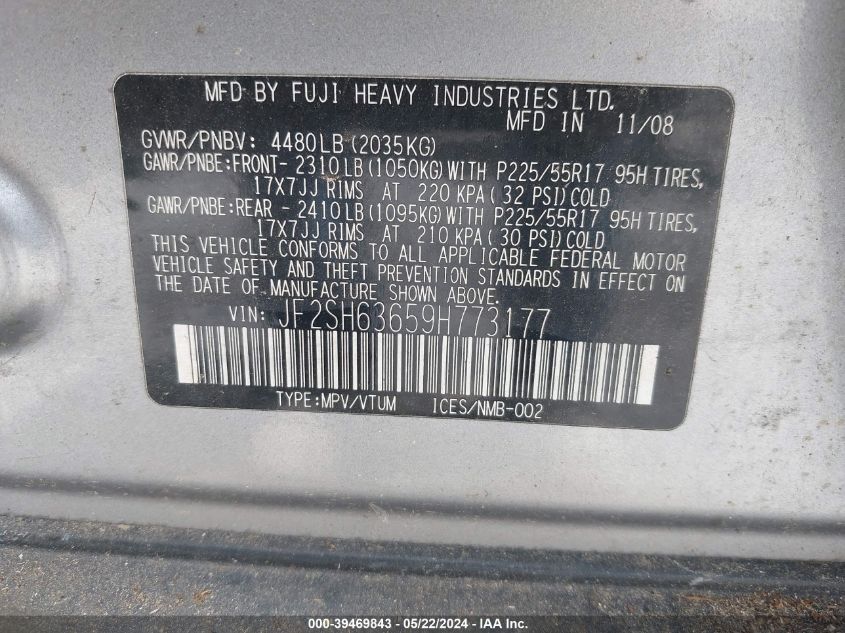 MFD BY FUJI HEAVY INDUSTRIES LTD.
MFD IN 11/08
GVWR/PNBV: 4480LB(2035KG)
GAWR/PNBE:FRONT- 2310LB(1050KG)WITH P225/55R17 95H TIRES,
17X7JJ RIMS AT 220 KPA( 32 PSI)COLD
GAWR/PNBE:REAR - 2410LB(1095KG)WITH P225/55R17 95H TIRES,
17X7JJ RIMS AT 210 KPA( 30 PSI)COLD
THIS VEHICLE CONFORMS TO ALL APPLICABLE FEDERAL MOTOR
VEHICLE SAFETY AND THEFT PREVENTION STANDARDS IN EFFECT ON
THE DATE OF MANUFACTURE SHOWN ABOVE.
VIN: JF2SH63659H773177
TYPE:MPV/VTUM ICES/NMB-002
000-39469843 - 05/22/2024 - IAAI - Copart - Bid.Cars